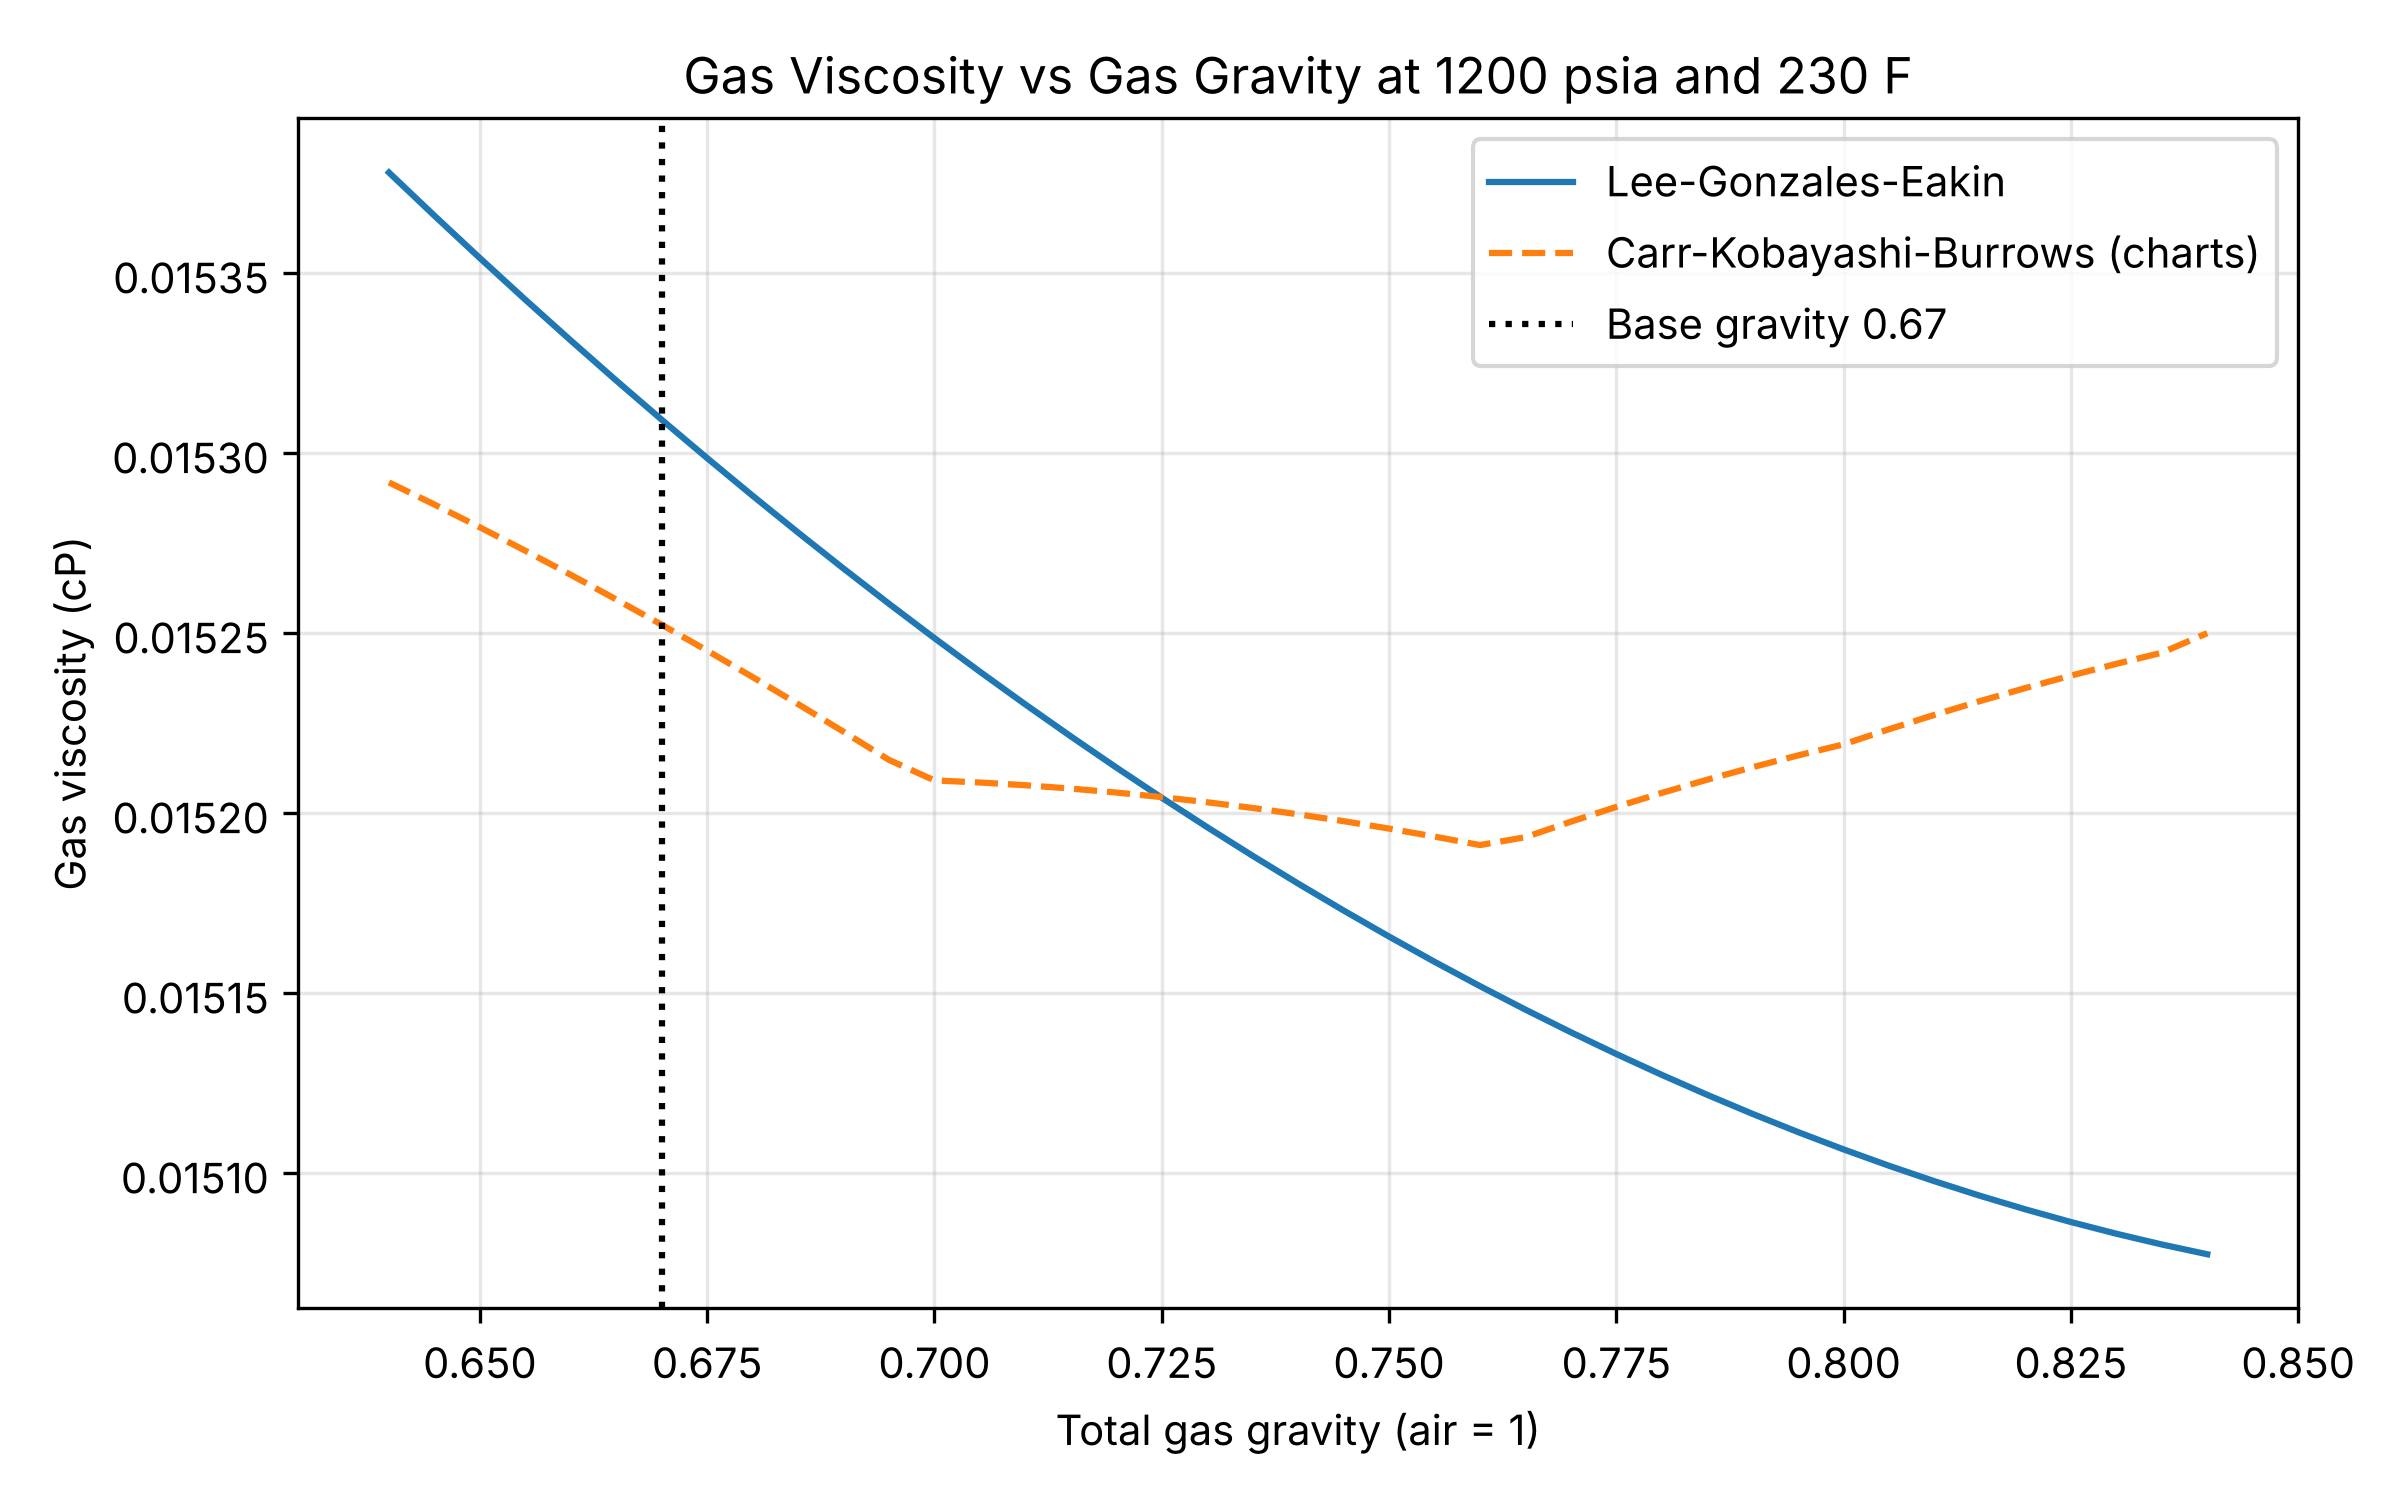 Gas Viscosity vs Gas Gravity at 1200 psia and 230 F
Lee-Gonzales-Eakin
Carr-Kobayashi-Burrows (charts)
Base gravity 0.67
Gas viscosity (cP)
0.01535
0.01530
0.01525
0.01520
0.01515
0.01510
0.650 0.675 0.700 0.725 0.750 0.775 0.800 0.825 0.850
Total gas gravity (air = 1)